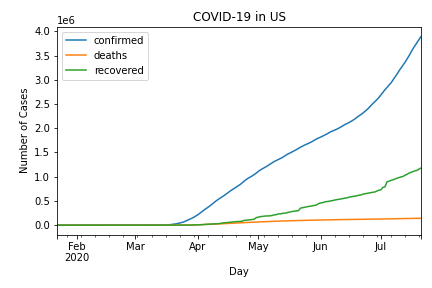 COVID-19 in US
1e6
confirmed
deaths
recovered
Number of Cases
4.0
3.5
3.0
2.5
2.0
1.5
1.0
0.5
0.0
Feb Mar Apr May Jun Jul
2020
Day